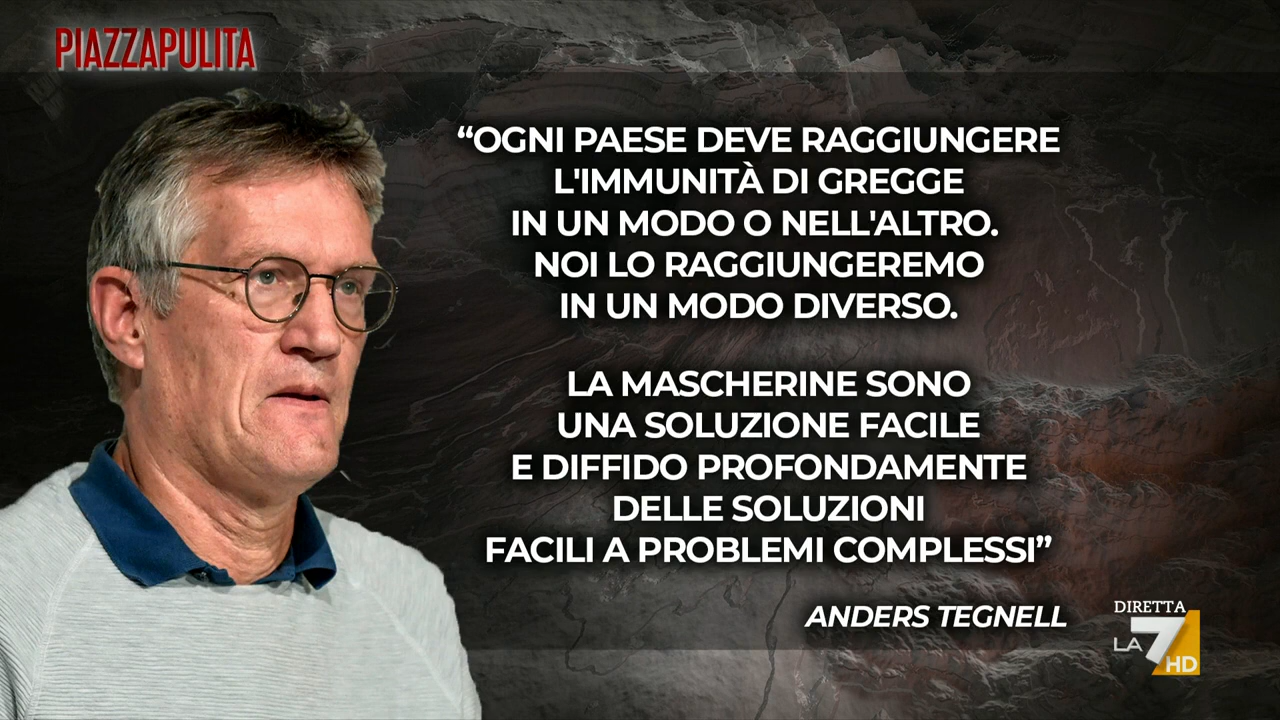 PIAZZAPULITA
“OGNI PAESE DEVE RAGGIUNGERE
L'IMMUNITÀ DI GREGGE
IN UN MODO O NELL'ALTRO.
NOI LO RAGGIUNGEREMO
IN UN MODO DIVERSO.
LA MASCHERINE SONO
UNA SOLUZIONE FACILE
E DIFFIDO PROFONDAMENTE
DELLE SOLUZIONI
FACILI A PROBLEMI COMPLESSI”
ANDERS TEGNELL
DIRETTA
LA 7 HD